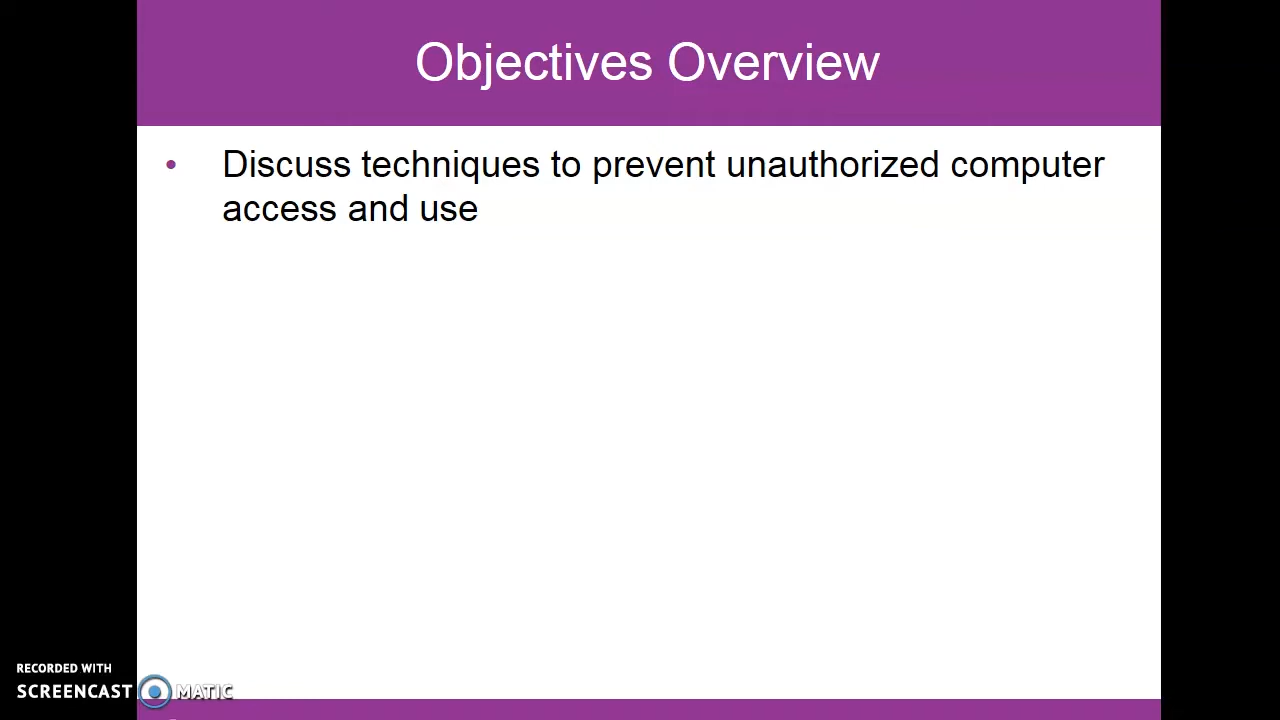 Objectives Overview
• Discuss techniques to prevent unauthorized computer
access and use
RECORDED WITH
SCREENCAST MATIC